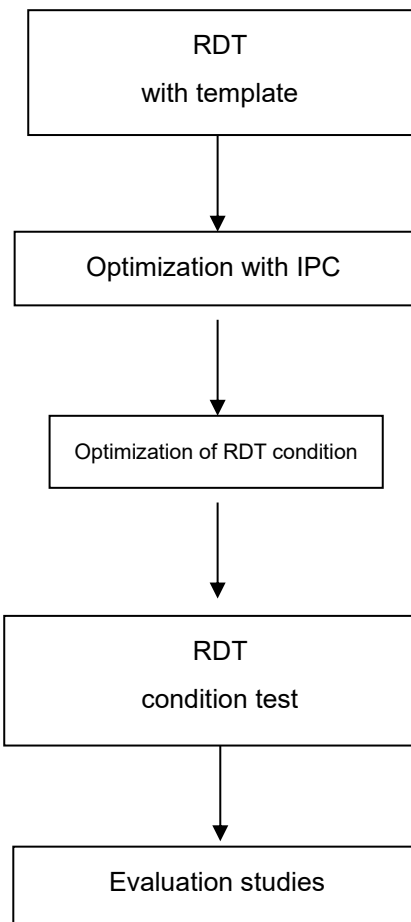 RDT
with template
Optimization with IPC
Optimization of RDT condition
RDT
condition test
Evaluation studies